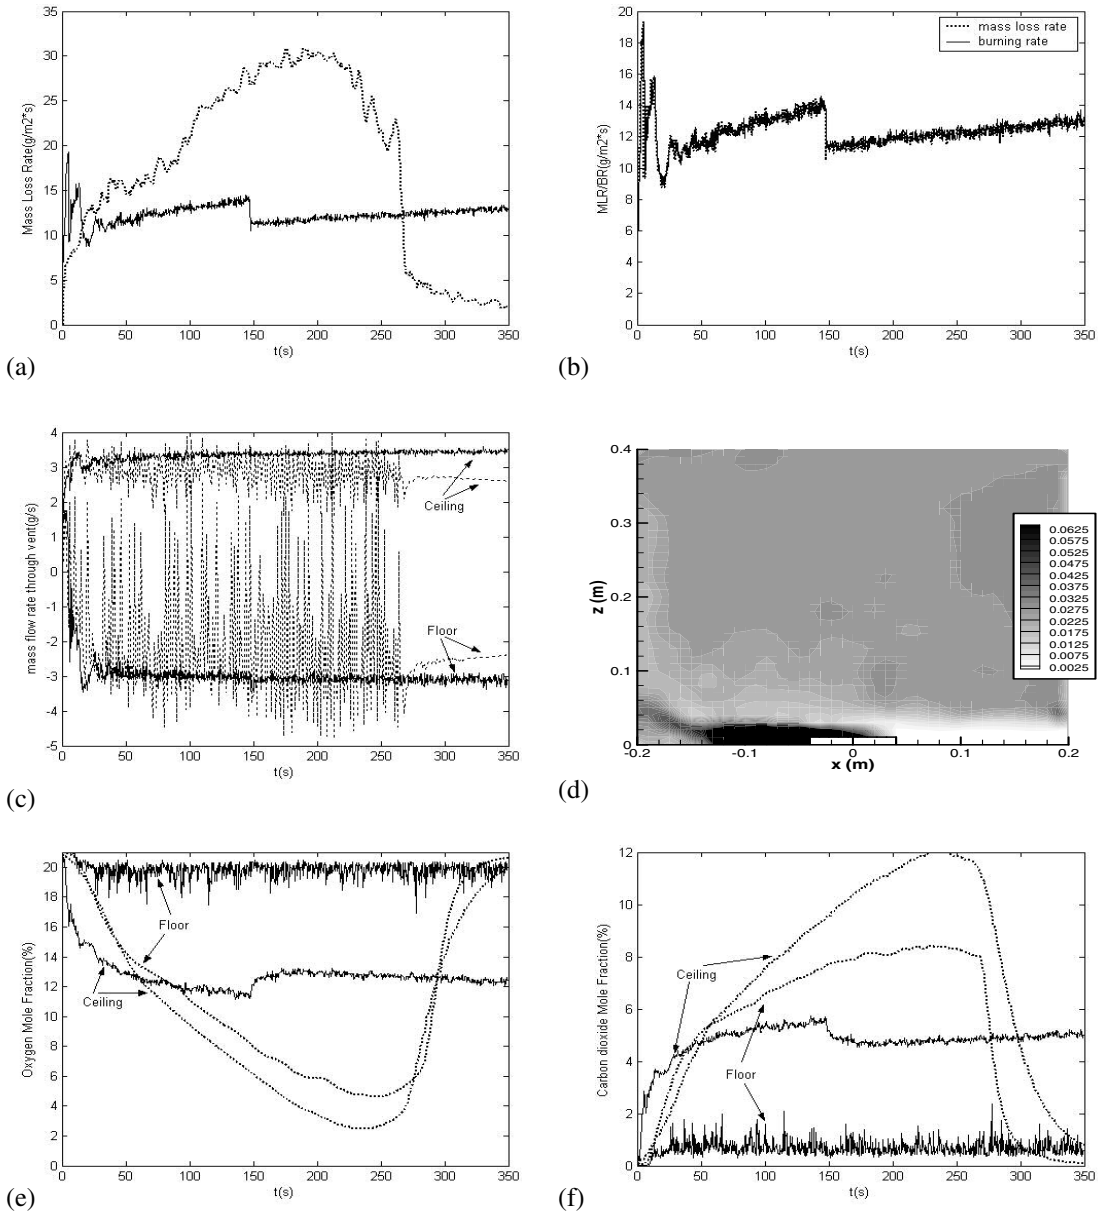 35
30
25
20
15
10
5
0
0 50 100 150 200 250 300 350
Mass Loss Rate(g/m2*s)
t(s)
(a)
20
18
16
14
12
10
8
6
4
2
0
0 50 100 150 200 250 300 350
MLR/BR(g/m2*s)
t(s)
mass loss rate
burning rate
(b)
4
3
2
1
0
-1
-2
-3
-4
-5
0 50 100 150 200 250 300 350
mass flow rate through vent(g/s)
t(s)
Ceiling
Floor
(c)
0.4
0.3
0.2
0.1
0
-0.2 -0.1 0 0.1 0.2
z (m)
x (m)
0.0625
0.0575
0.0525
0.0475
0.0425
0.0375
0.0325
0.0275
0.0225
0.0175
0.0125
0.0075
0.0025
(d)
20
18
16
14
12
10
8
6
4
2
0
0 50 100 150 200 250 300 350
Oxygen Mole Fraction(%)
t(s)
Floor
Ceiling
(e)
12
10
8
6
4
2
0
0 50 100 150 200 250 300 350
Carbon dioxide Mole Fraction(%)
t(s)
Ceiling
Floor
(f)